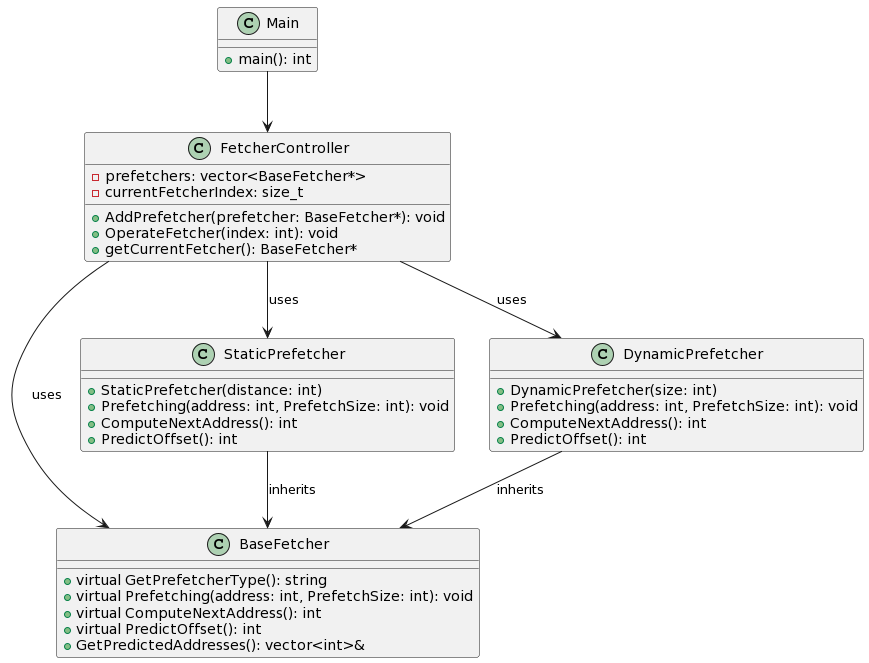 C Main
main(): int
C FetcherController
prefetchers: vector<BaseFetcher*>
currentFetcherIndex: size_t
AddPrefetcher(prefetcher: BaseFetcher*): void
OperateFetcher(index: int): void
getCurrentFetcher(): BaseFetcher*
uses
uses
C StaticPrefetcher
StaticPrefetcher(distance: int)
Prefetching(address: int, PrefetchSize: int): void
ComputeNextAddress(): int
PredictOffset(): int
C DynamicPrefetcher
DynamicPrefetcher(size: int)
Prefetching(address: int, PrefetchSize: int): void
ComputeNextAddress(): int
PredictOffset(): int
uses
inherits
inherits
C BaseFetcher
virtual GetPrefetcherType(): string
virtual Prefetching(address: int, PrefetchSize: int): void
virtual ComputeNextAddress(): int
virtual PredictOffset(): int
GetPredictedAddresses(): vector<int>&